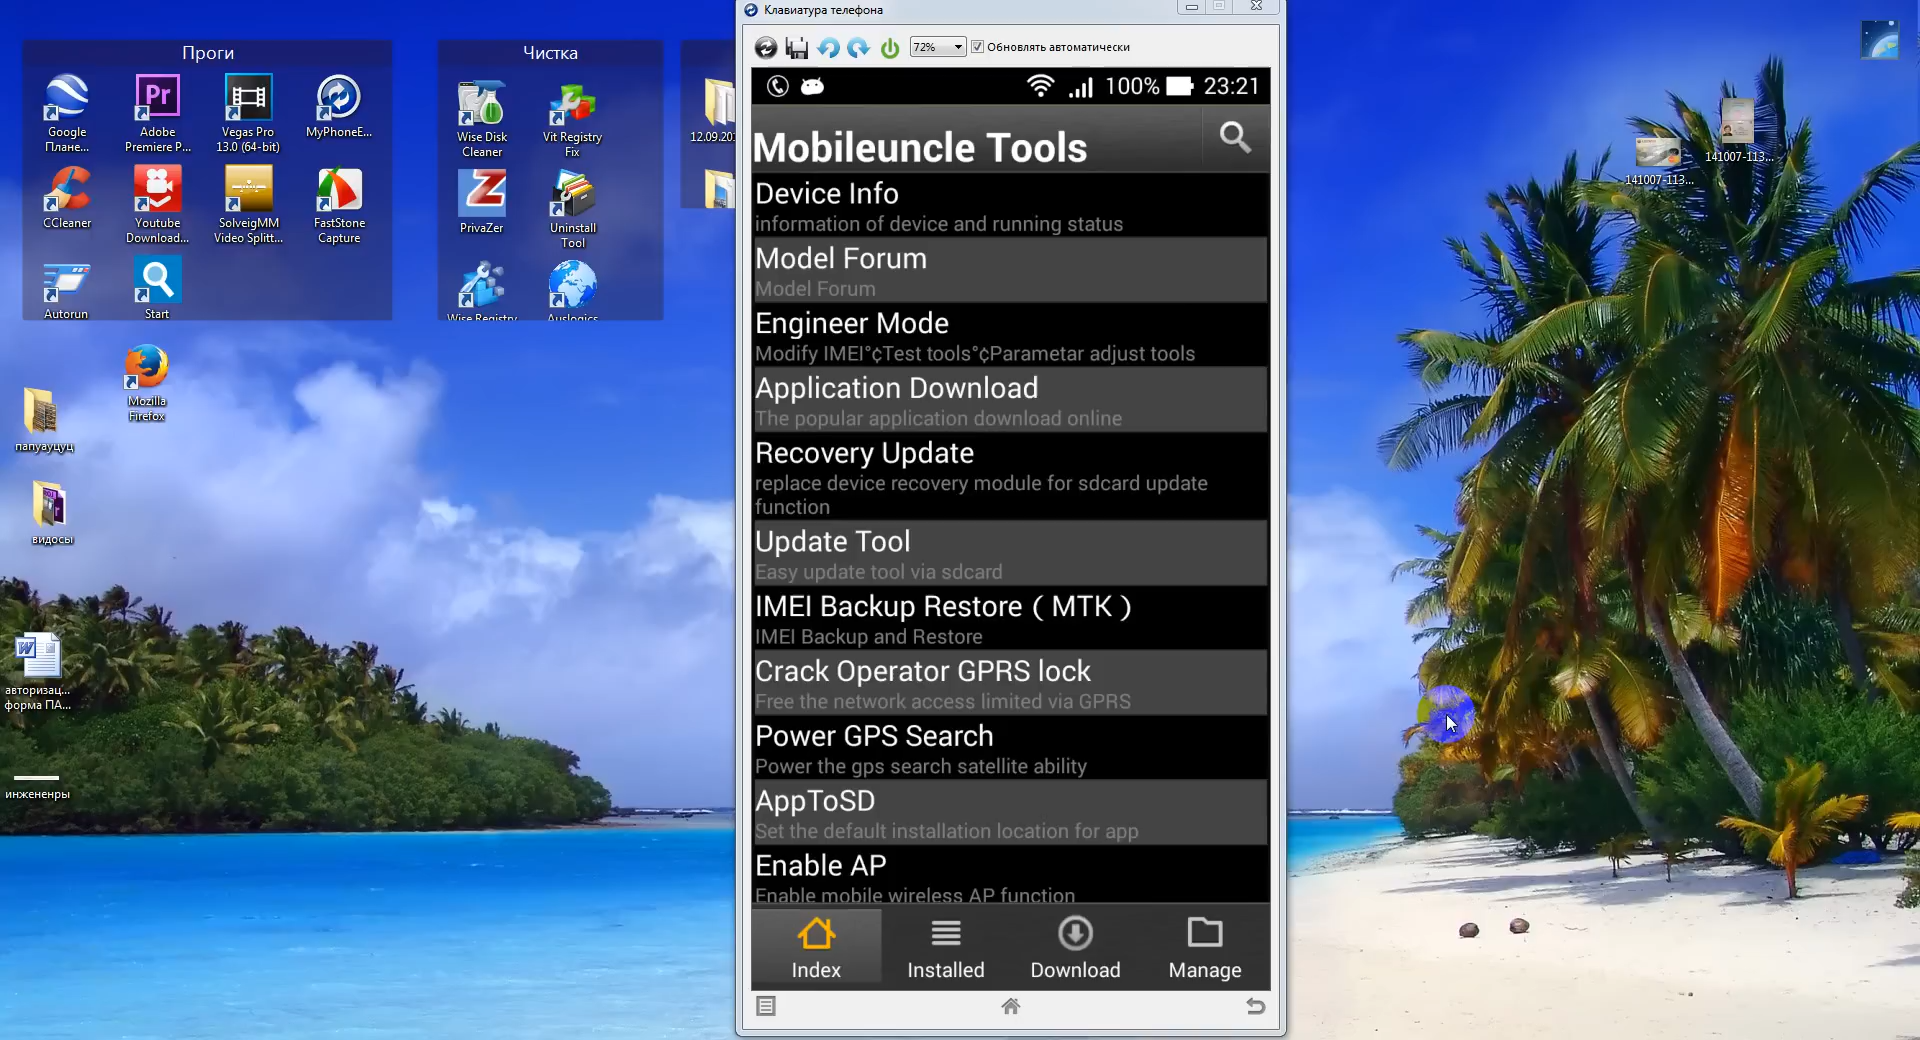 Клавиатура телефона
72%
Обновлять автоматически
Проги
Google
Плане...
Adobe
Premiere P...
Vegas Pro
13.0 (64-bit)
MyPhoneE...
CCleaner
Youtube
Download...
SolveigMM
Video Splitt...
FastStone
Capture
Autorun
Start
Чистка
Wise Disk
Cleaner
Vit Registry
Fix
PrivaZer
Uninstall
Tool
Wise Registry
Auslogics
12.09.20
Mozilla
Firefox
папуауцуц
видосы
авторизац...
форма ПА...
инжененры
100%
23:21
Mobileuncle Tools
Device Info
information of device and running status
Model Forum
Model Forum
Engineer Mode
Modify IMEI°¢Test tools°¢Parametar adjust tools
Application Download
The popular application download online
Recovery Update
replace device recovery module for sdcard update
function
Update Tool
Easy update tool via sdcard
IMEI Backup Restore ( MTK )
IMEI Backup and Restore
Crack Operator GPRS lock
Free the network access limited via GPRS
Power GPS Search
Power the gps search satellite ability
AppToSD
Set the default installation location for app
Enable AP
Enable mobile wireless AP function
Index
Installed
Download
Manage
141007-113...
141007-113...